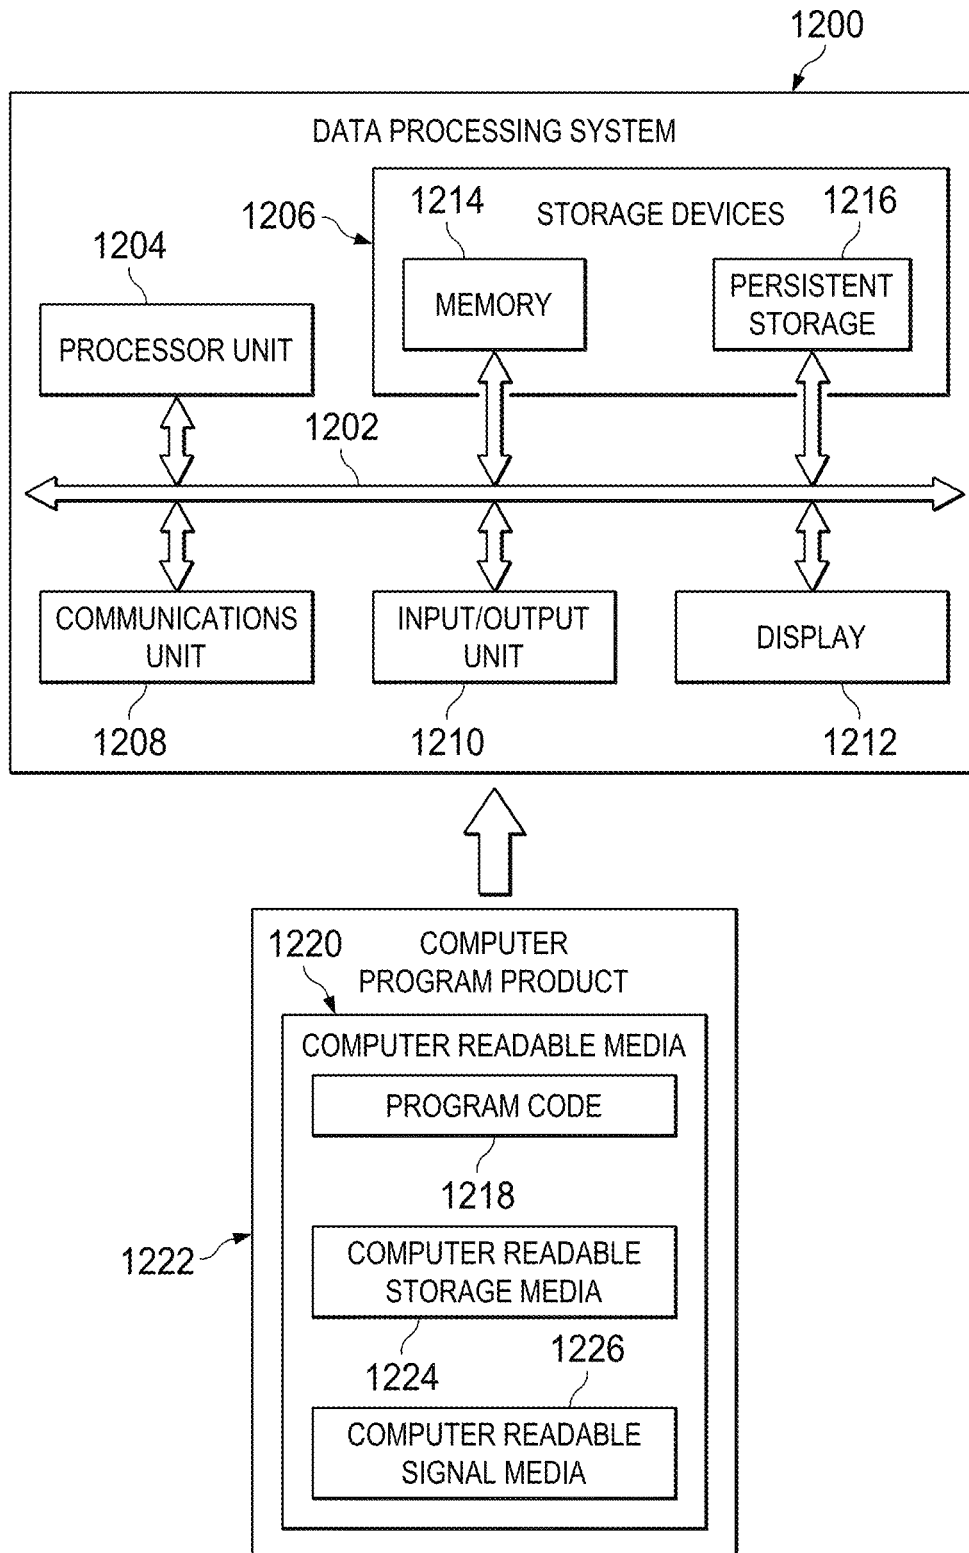 1200
DATA PROCESSING SYSTEM
1206
1214
STORAGE DEVICES
1216
1204
MEMORY
PERSISTENT
STORAGE
PROCESSOR UNIT
1202
COMMUNICATIONS
UNIT
INPUT/OUTPUT
UNIT
DISPLAY
1208
1210
1212
1220
COMPUTER
PROGRAM PRODUCT
COMPUTER READABLE MEDIA
PROGRAM CODE
1218
1222
COMPUTER READABLE
STORAGE MEDIA
1224
1226
COMPUTER READABLE
SIGNAL MEDIA